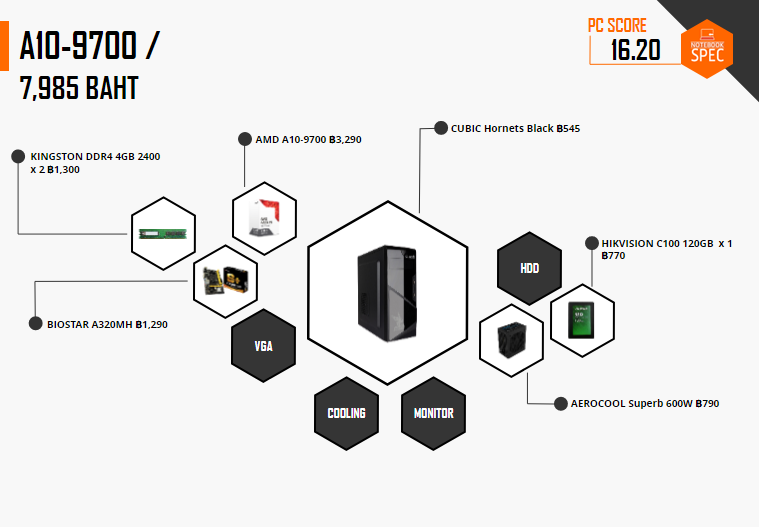 A10-9700 /
7,985 BAHT
PC SCORE
16.20
NOTEBOOK
SPEC
CUBIC Hornets Black ฿545
AMD A10-9700 ฿3,290
KINGSTON DDR4 4GB 2400
x 2 ฿1,300
HIKVISION C100 120GB x 1
฿770
HDD
BIOSTAR A320MH ฿1,290
VGA
AEROCOOL Superb 600W ฿790
COOLING
MONITOR